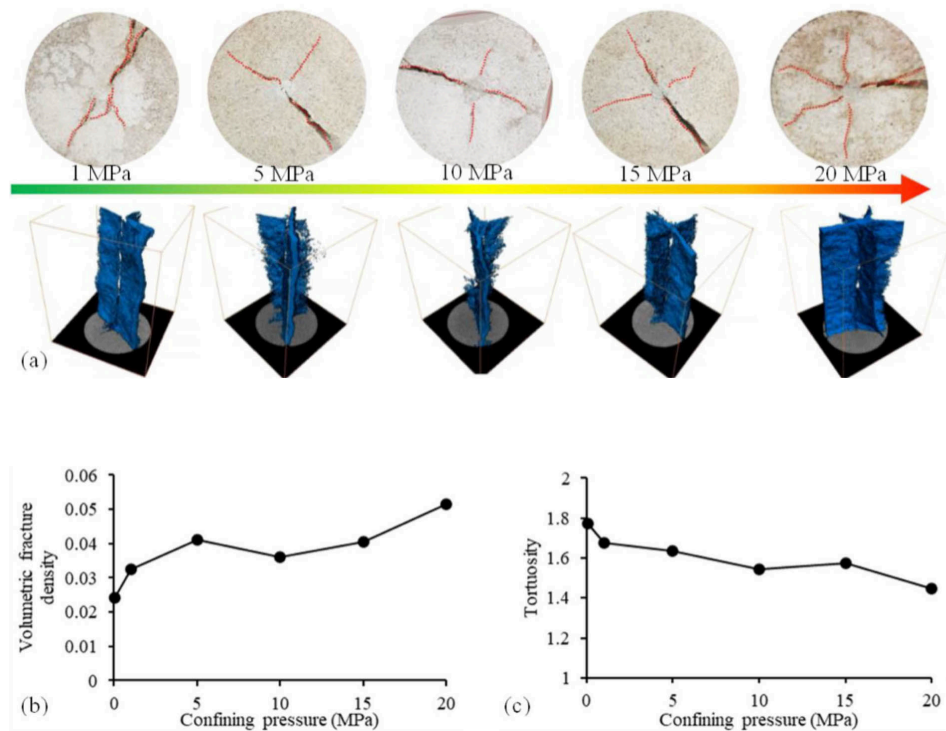 1 MPa 5 MPa 10 MPa 15 MPa 20 MPa
(a)
0.06
0.05
0.04
0.03
0.02
0.01
0
Volumetric fracture
density
0 5 10 15 20
(b) Confining pressure (MPa)
2
1.8
1.6
1.4
1.2
1
Tortuosity
0 5 10 15 20
(c) Confining pressure (MPa)